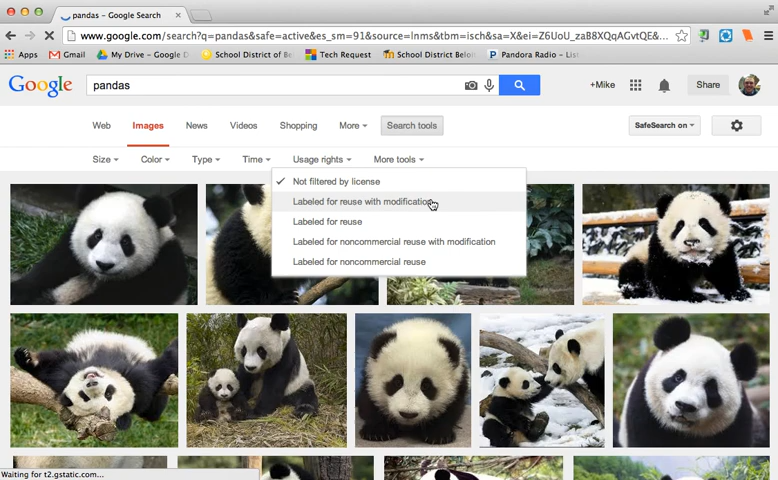 pandas - Google Search
www.google.com/search?q=pandas&safe=active&es_sm=91&source=lnms&tbm=isch&sa=X&ei=Z6UoU_zaB8XQqAGvtQE&...
Apps Gmail My Drive - Google D School District of Be Tech Request School District Beloit Pandora Radio - List
Google pandas +Mike Share
Web Images News Videos Shopping More Search tools SafeSearch on
Size Color Type Time Usage rights More tools
Not filtered by license
Labeled for reuse with modification
Labeled for reuse
Labeled for noncommercial reuse with modification
Labeled for noncommercial reuse
Waiting for t2.gstatic.com...